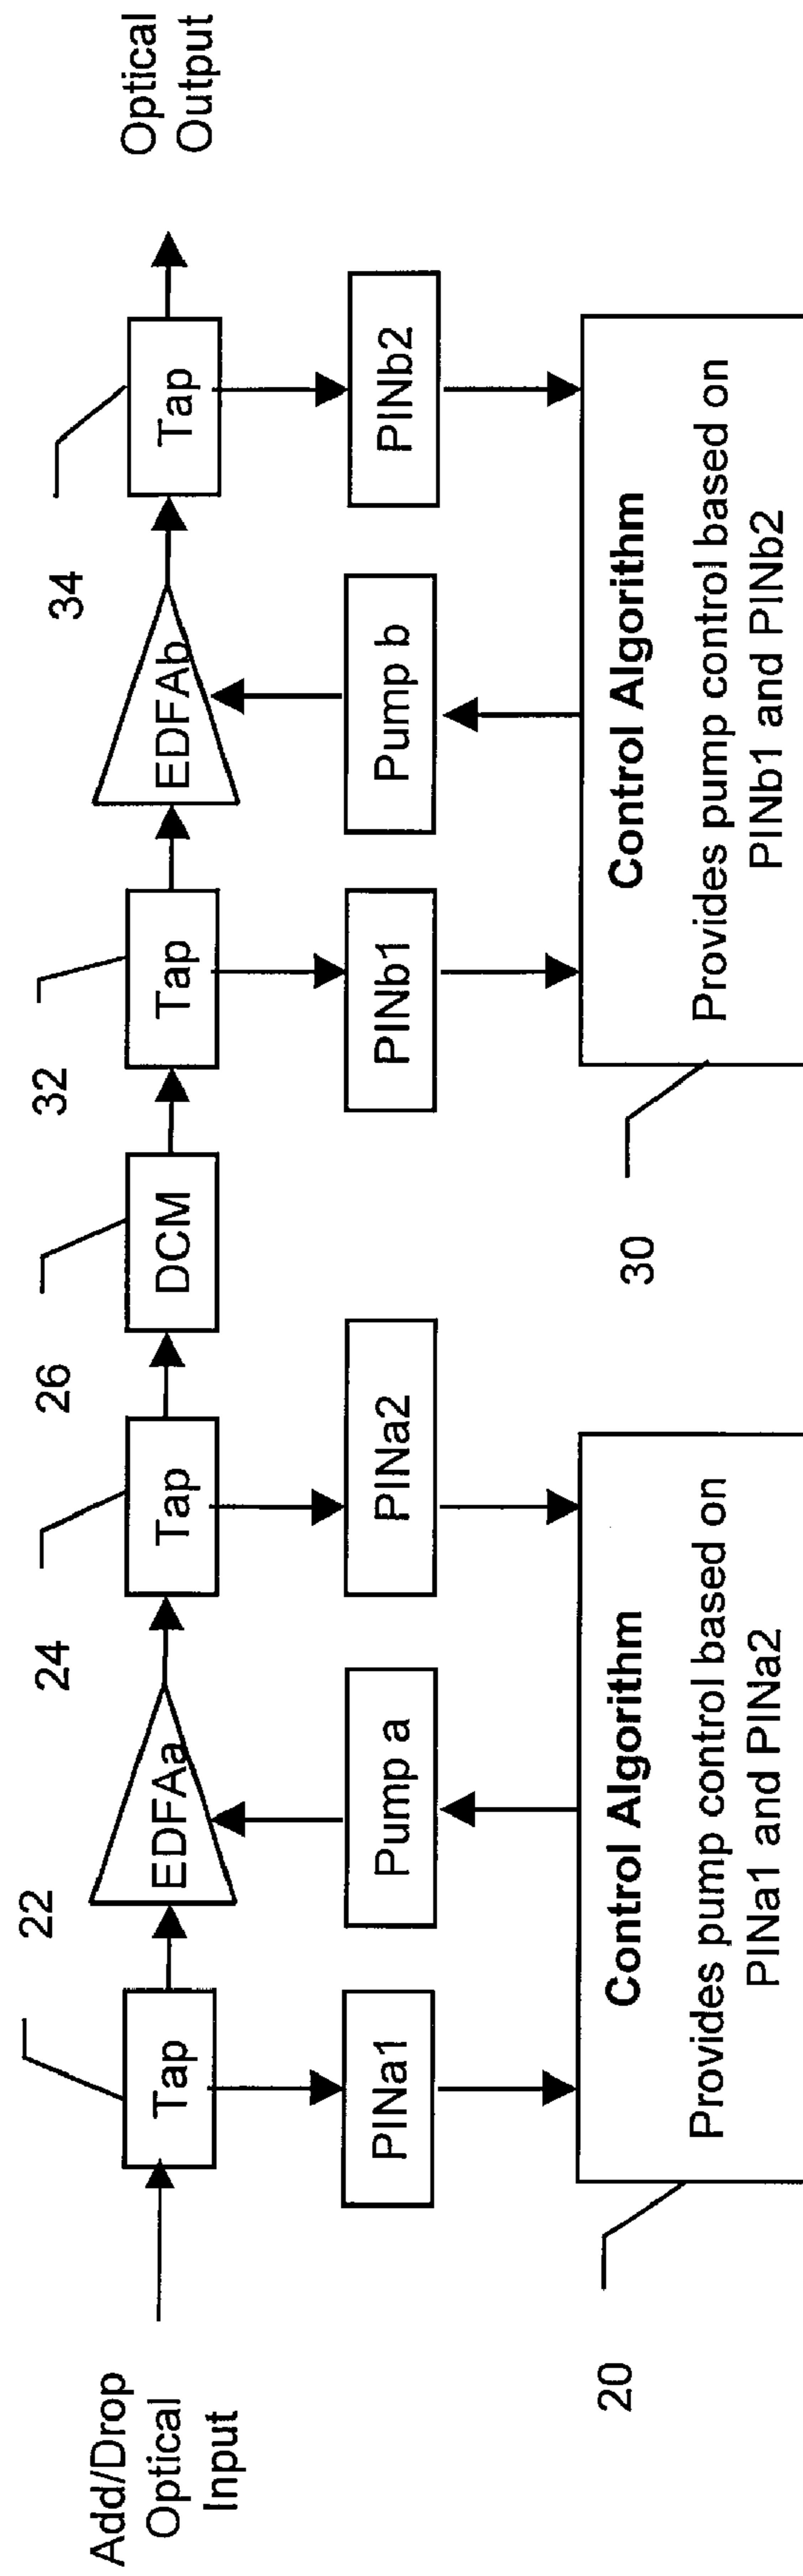 Add/Drop
Optical
Input
22
Tap
EDFAa
24
Tap
26
DCM
32
Tap
EDFAb
34
Tap
Optical
Output
PINa1
Pump a
PINa2
PINb1
Pump b
PINb2
20
Control Algorithm
Provides pump control based on
PINa1 and PINa2
30
Control Algorithm
Provides pump control based on
PINb1 and PINb2